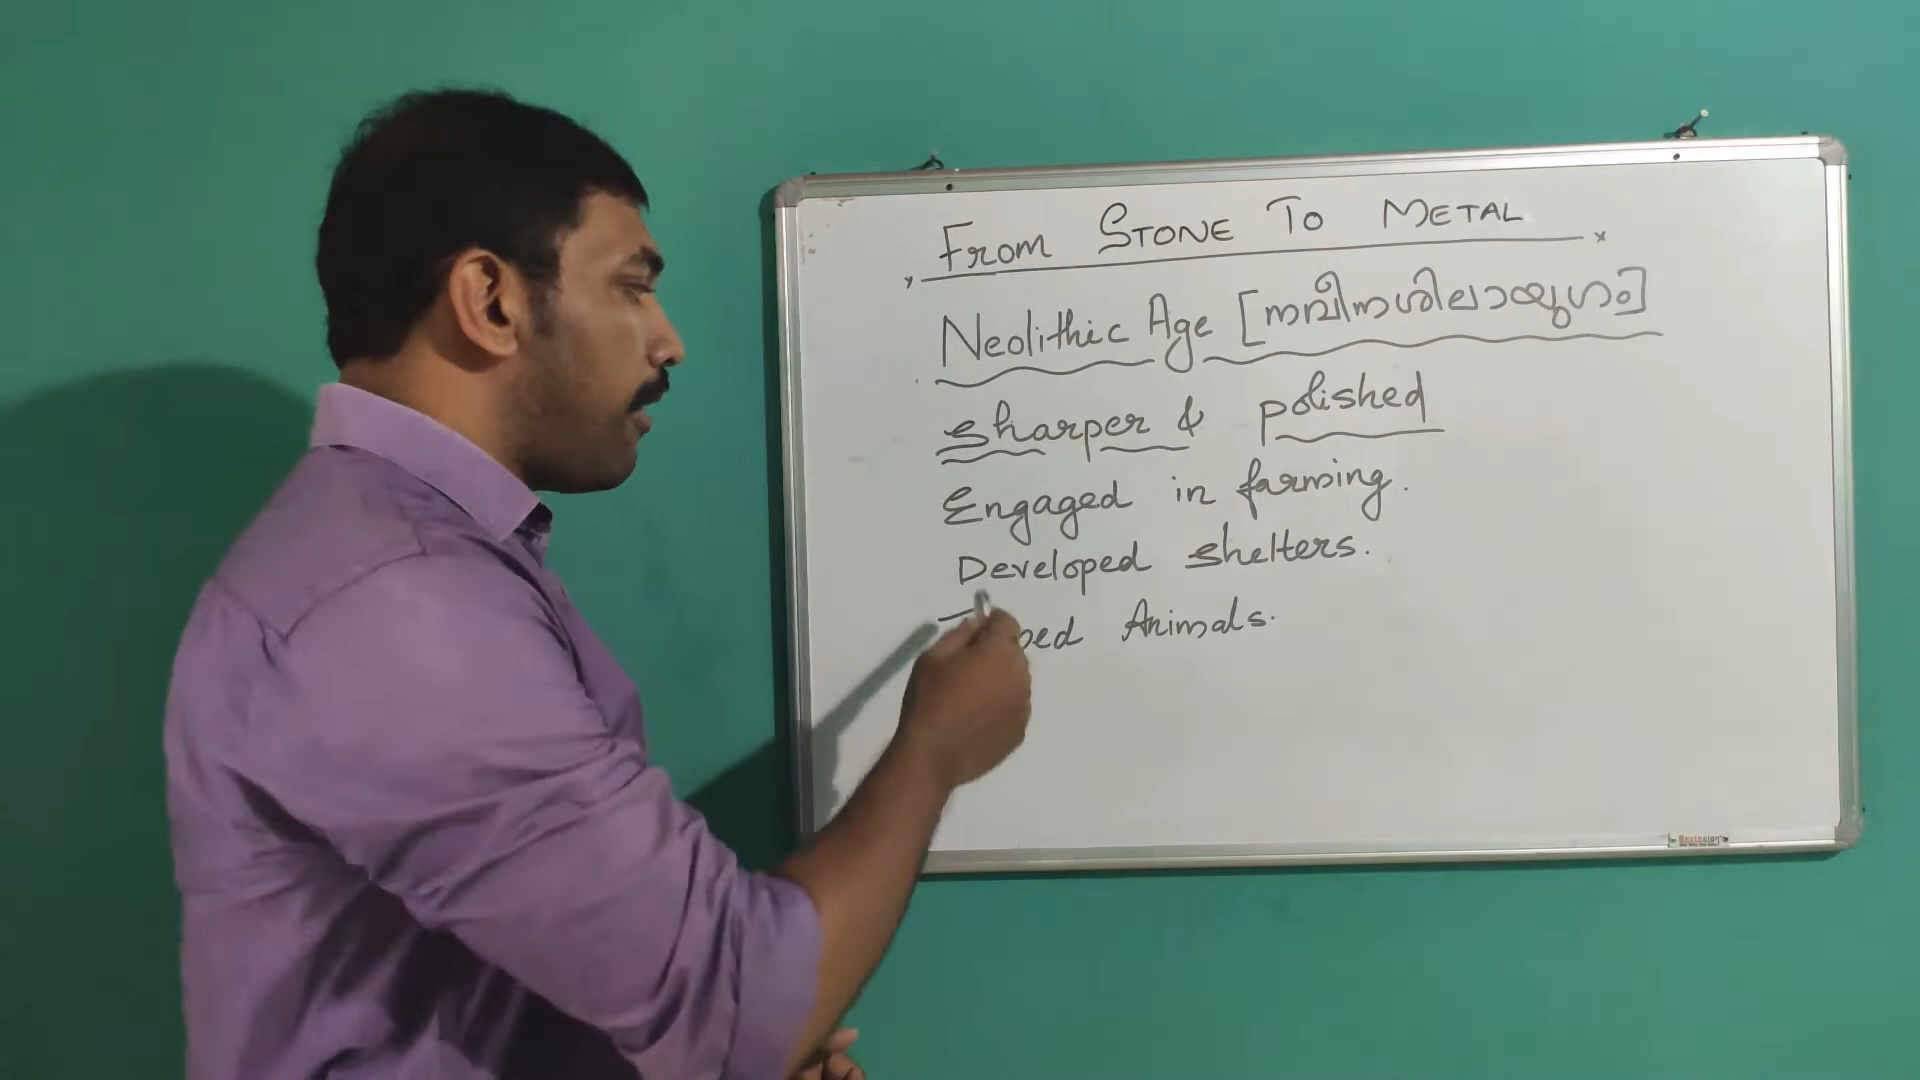 From STONE TO METAL
Neolithic Age [നവീനശിലായുഗം]
sharper & polished
Engaged in farming.
Developed shelters.
Animals.